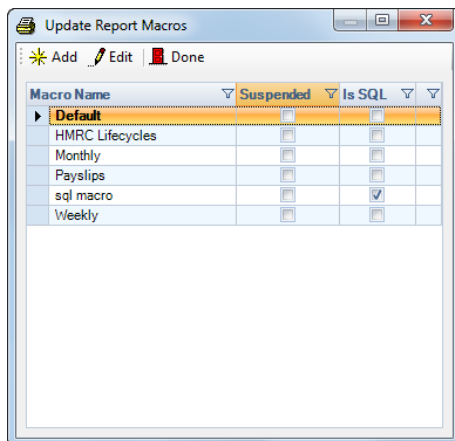 Update Report Macros
Add Edit Done
Macro Name Suspended Is SQL
Default
HMRC Lifecycles
Monthly
Payslips
sql macro
Weekly